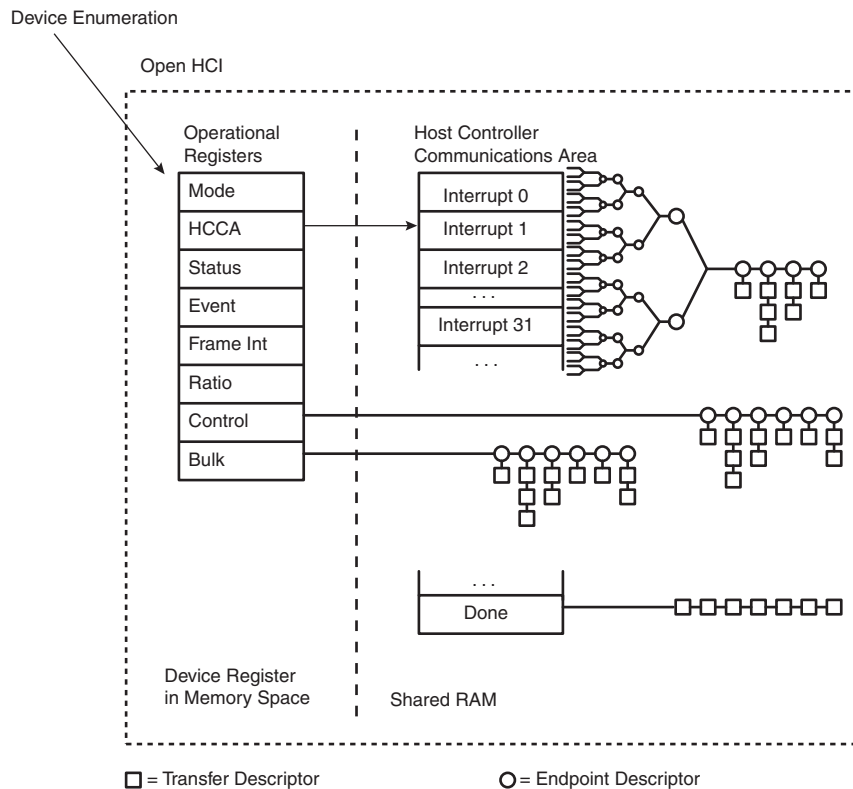 Device Enumeration
Open HCI
Operational
Registers
Mode
HCCA
Status
Event
Frame Int
Ratio
Control
Bulk
Host Controller
Communications Area
Interrupt 0
Interrupt 1
Interrupt 2
. . .
Interrupt 31
. . .
. . .
Done
Device Register
in Memory Space
Shared RAM
= Transfer Descriptor
= Endpoint Descriptor